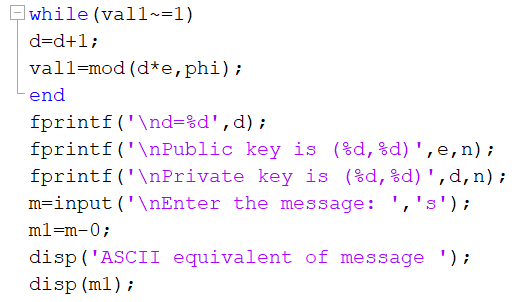 while(val1~=1)
d=d+1;
val1=mod(d*e,phi);
end
fprintf('\nd=%d',d);
fprintf('\nPublic key is (%d,%d)',e,n);
fprintf('\nPrivate key is (%d,%d)',d,n);
m=input('\nEnter the message: ','s');
m1=m-0;
disp('ASCII equivalent of message ');
disp(m1);